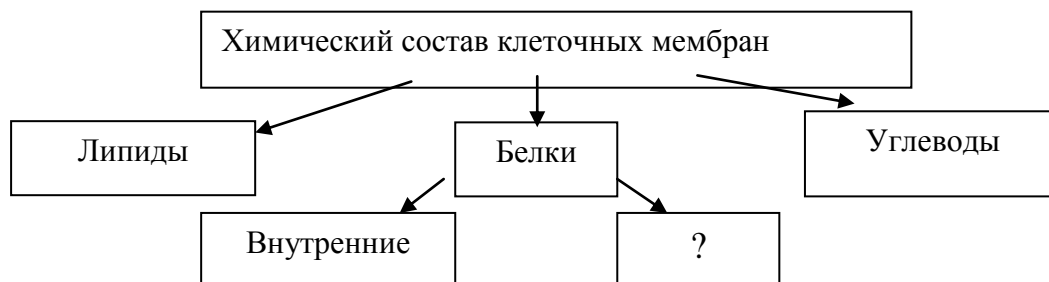 Химический состав клеточных мембран
Липиды
Белки
Углеводы
Внутренние
?